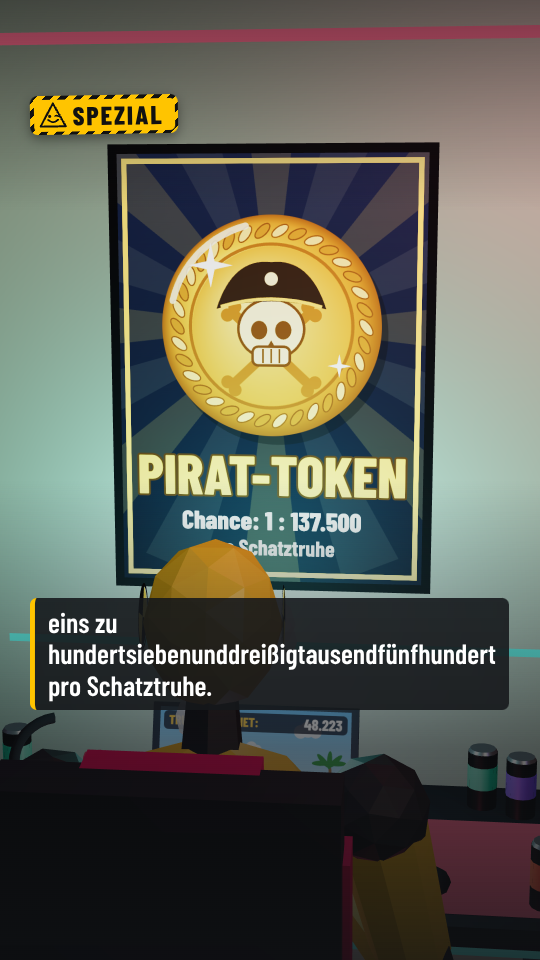 SPEZIAL
PIRAT-TOKEN
Chance: 1 : 137.500
Schatztruhe
eins zu
hundertsiebenunddreißigtausendfünfhundert
pro Schatztruhe.
48.223